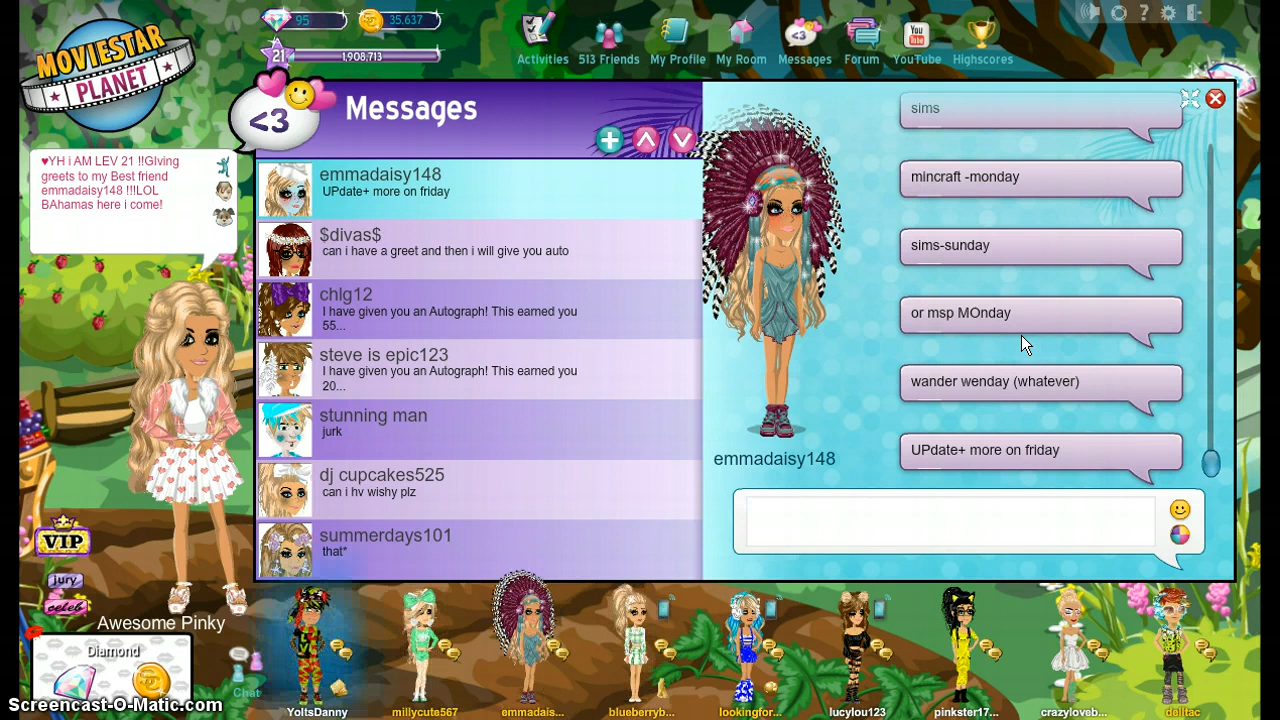 MOVIESTAR
PLANET
95
35.637
21
1,908,713
Activities
513 Friends
My Profile
<3
My Room
Messages
Forum
You
Tube
YouTube
Highscores
?
♥YH i AM LEV 21 !!GIving
greets to my Best friend
emmadaisy148 !!!LOL
BAhamas here i come!
<3
Messages
emmadaisy148
UPdate+ more on friday
$divas$
can i have a greet and then i will give you auto
chlg12
I have given you an Autograph! This earned you
55...
steve is epic123
I have given you an Autograph! This earned you
20...
stunning man
jurk
dj cupcakes525
can i hv wishy plz
summerdays101
that*
emmadaisy148
sims
mincraft -monday
sims-sunday
or msp MOnday
wander wenday (whatever)
UPdate+ more on friday
VIP
jury
celeb
Awesome Pinky
Diamond
Chat
YoltsDanny
millycute567
emmadais...
blueberryb...
lookingfor...
lucylou123
pinkster17...
crazyloveb...
delltac
Screencast-O-Matic.com